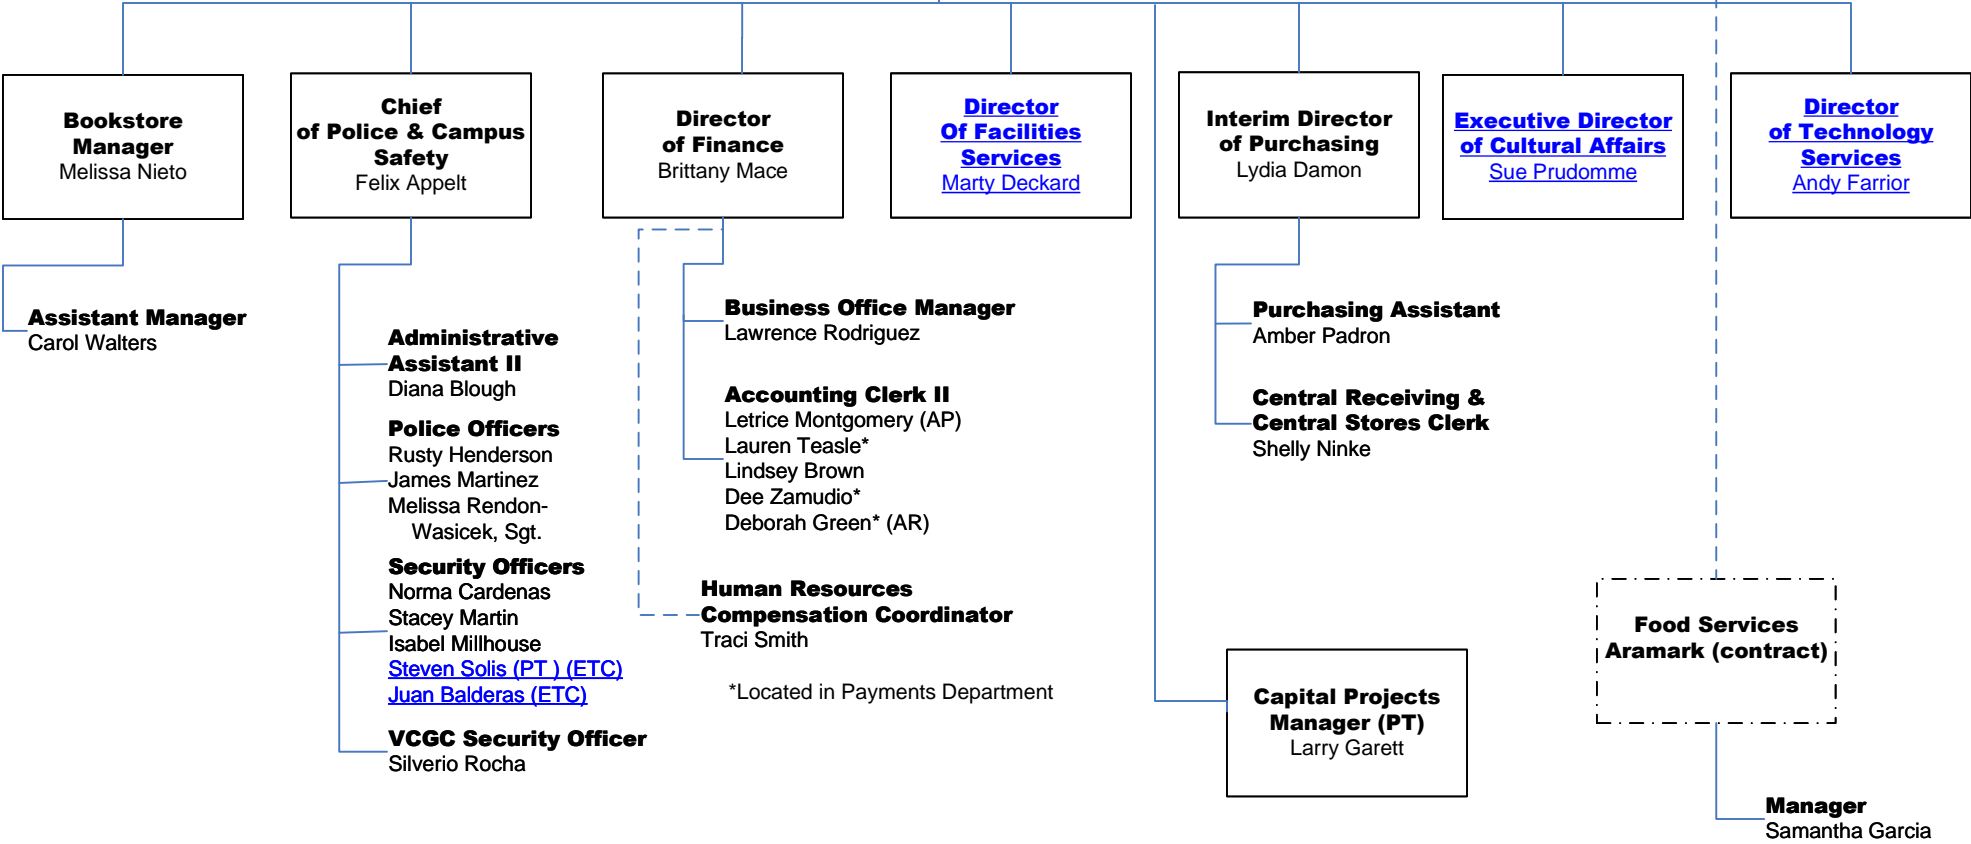 Bookstore
Manager
Melissa Nieto
Chief
of Police & Campus
Safety
Felix Appelt
Director
of Finance
Brittany Mace
Director
Of Facilities
Services
Marty Deckard
Interim Director
of Purchasing
Lydia Damon
Executive Director
of Cultural Affairs
Sue Prudomme
Director
of Technology
Services
Andy Farrior
Assistant Manager
Carol Walters
Administrative
Assistant II
Diana Blough
Police Officers
Rusty Henderson
James Martinez
Melissa Rendon-
Wasicek, Sgt.
Security Officers
Norma Cardenas
Stacey Martin
Isabel Millhouse
Steven Solis (PT ) (ETC)
Juan Balderas (ETC)
VCGC Security Officer
Silverio Rocha
Business Office Manager
Lawrence Rodriguez
Accounting Clerk II
Letrice Montgomery (AP)
Lauren Teasle*
Lindsey Brown
Dee Zamudio*
Deborah Green* (AR)
Human Resources
Compensation Coordinator
Traci Smith
*Located in Payments Department
Purchasing Assistant
Amber Padron
Central Receiving &
Central Stores Clerk
Shelly Ninke
Capital Projects
Manager (PT)
Larry Garett
Food Services
Aramark (contract)
Manager
Samantha Garcia